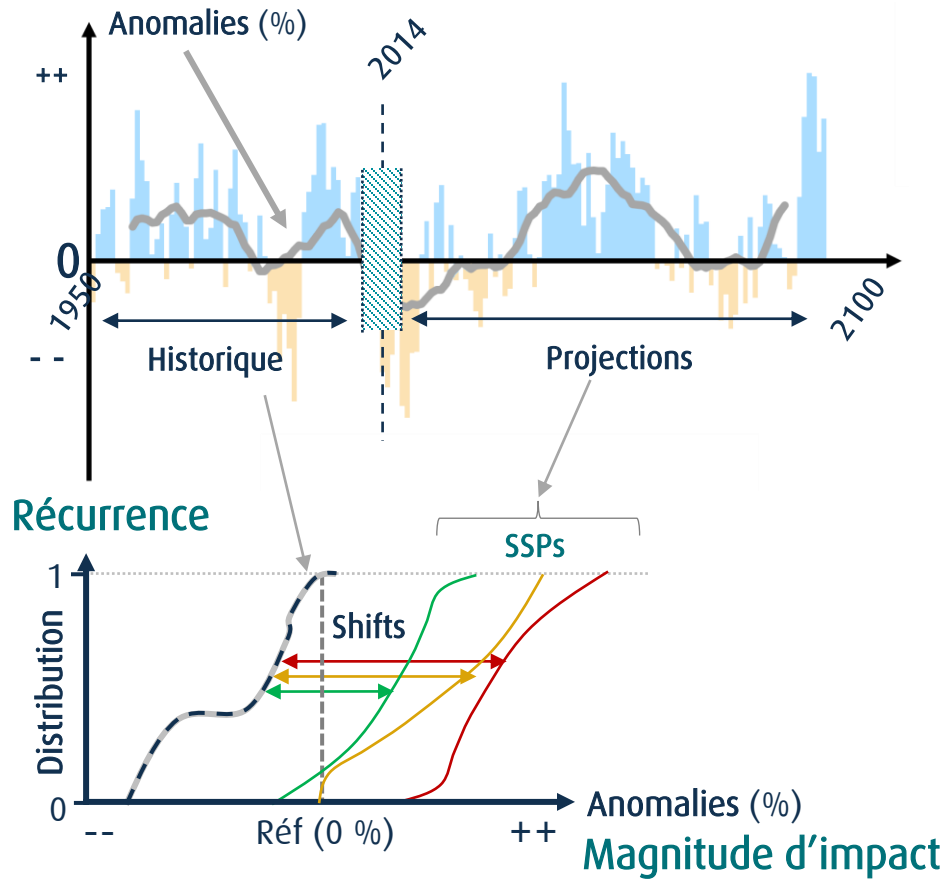 Anomalies (%)
++
2014
0
1950
2100
- -
Historique
Projections
Récurrence
SSPs
1
Shifts
Distribution
0
--
Réf (0 %)
++
Anomalies (%)
Magnitude d’impact